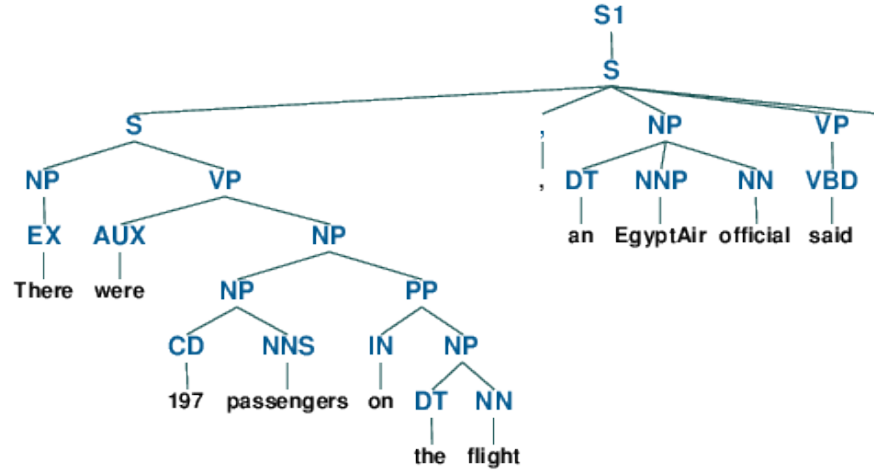 S1
S
S , NP VP
NP VP , DT NNP NN VBD
EX AUX NP an EgyptAir official said
There were NP PP
CD NNS IN NP
197 passengers on DT NN
the flight